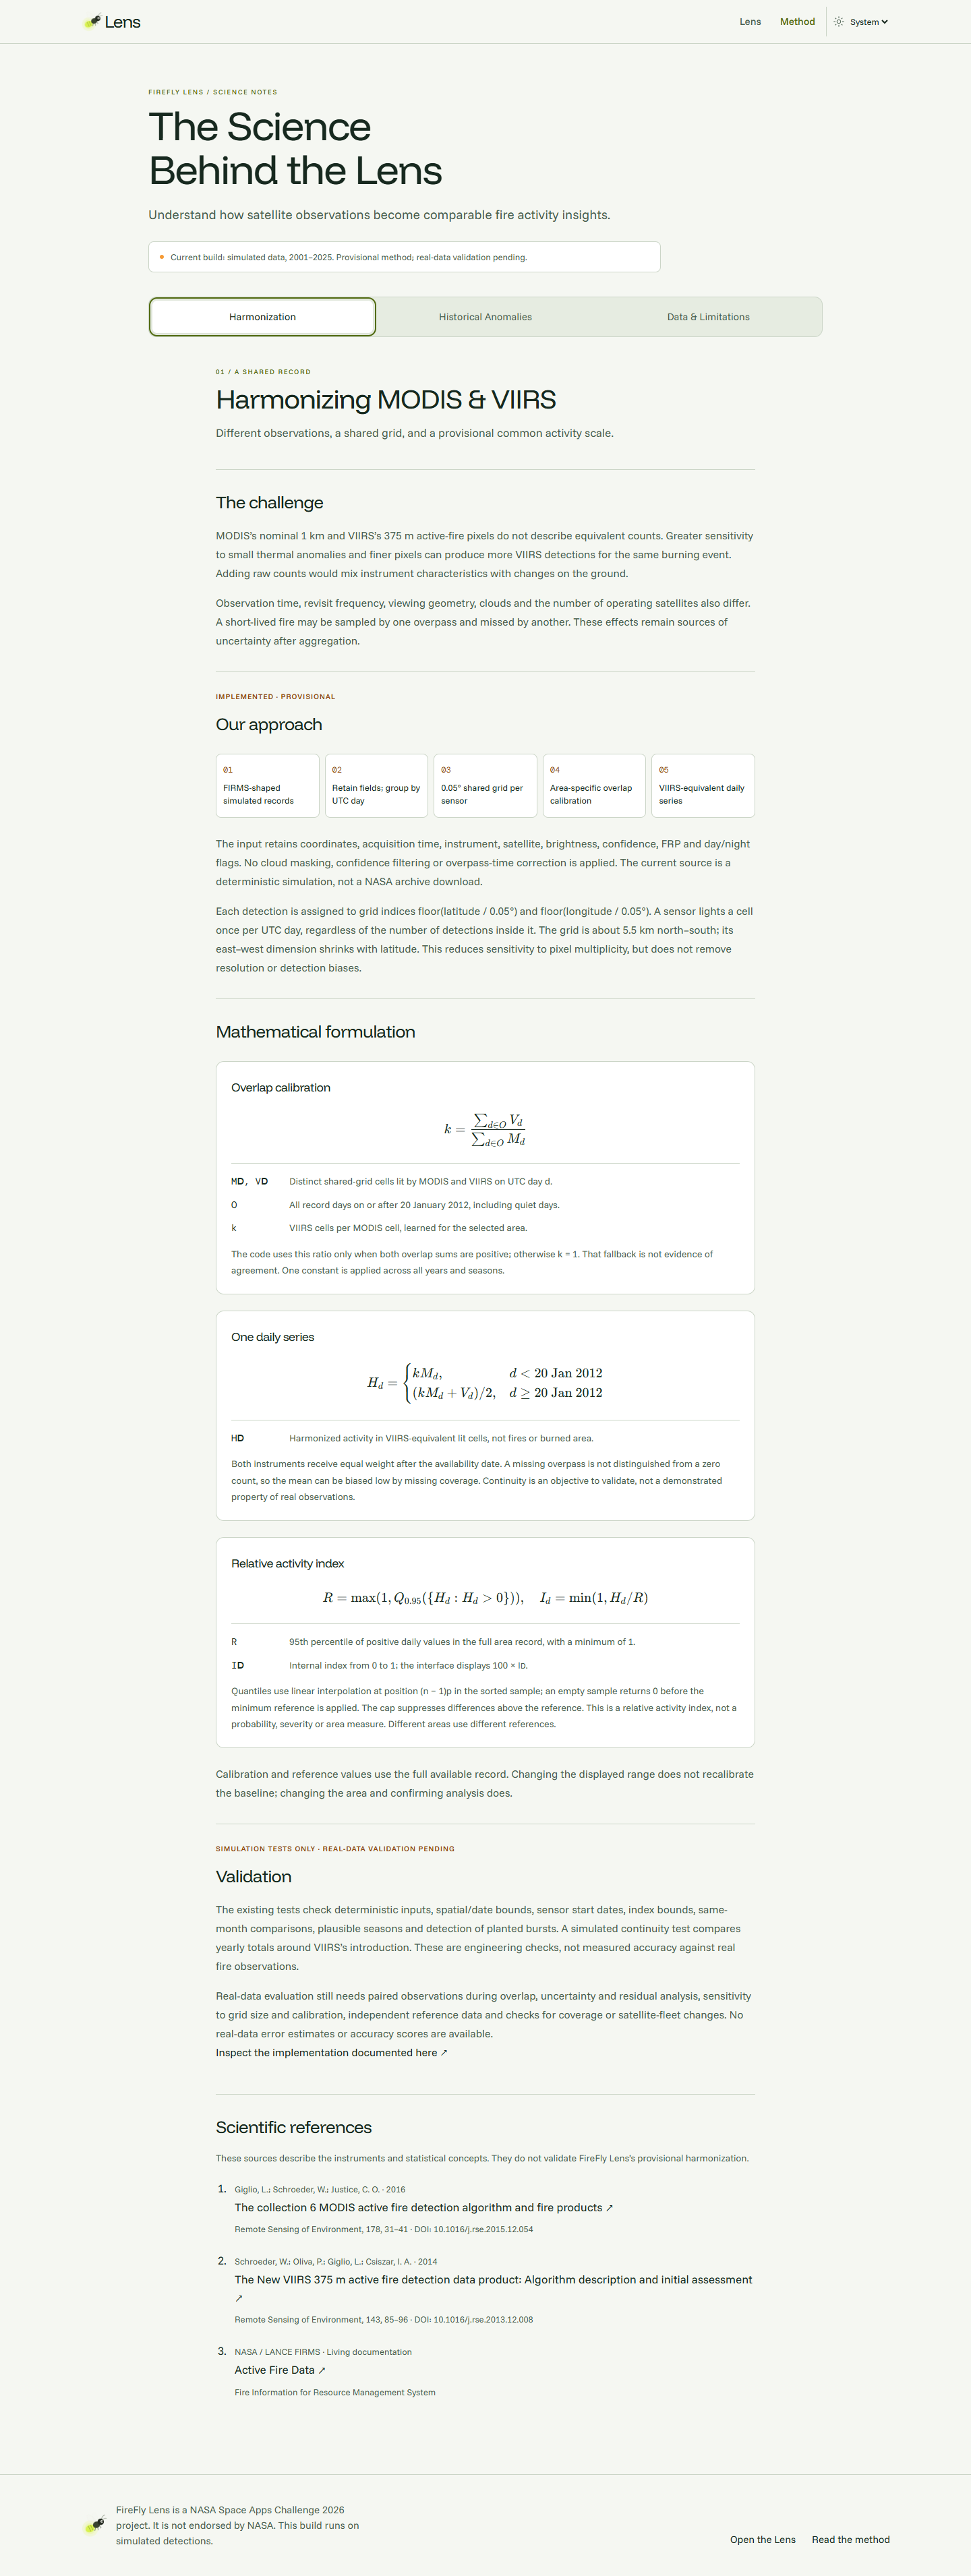 Lens
Lens Method System
FIREFLY LENS / SCIENCE NOTES
The Science
Behind the Lens
Understand how satellite observations become comparable fire activity insights.
Current build: simulated data, 2001–2025. Provisional method; real-data validation pending.
Harmonization Historical Anomalies Data & Limitations
01 / A SHARED RECORD
Harmonizing MODIS & VIIRS
Different observations, a shared grid, and a provisional common activity scale.
The challenge
MODIS's nominal 1 km and VIIRS's 375 m active-fire pixels do not describe equivalent counts. Greater sensitivity
to small thermal anomalies and finer pixels can produce more VIIRS detections for the same burning event.
Adding raw counts would mix instrument characteristics with changes on the ground.
Observation time, revisit frequency, viewing geometry, clouds and the number of operating satellites also differ.
A short-lived fire may be sampled by one overpass and missed by another. These effects remain sources of
uncertainty after aggregation.
IMPLEMENTED · PROVISIONAL
Our approach
01
FIRMS-shaped
simulated records
02
Retain fields; group by
UTC day
03
0.05° shared grid per
sensor
04
Area-specific overlap
calibration
05
VIIRS-equivalent daily
series
The input retains coordinates, acquisition time, instrument, satellite, brightness, confidence, FRP and day/night
flags. No cloud masking, confidence filtering or overpass-time correction is applied. The current source is a
deterministic simulation, not a NASA archive download.
Each detection is assigned to grid indices floor(latitude / 0.05°) and floor(longitude / 0.05°). A sensor lights a cell
once per UTC day, regardless of the number of detections inside it. The grid is about 5.5 km north–south; its
east–west dimension shrinks with latitude. This reduces sensitivity to pixel multiplicity, but does not remove
resolution or detection biases.
Mathematical formulation
Overlap calibration
k = ∑d∈O Vd / ∑d∈O Md
MD, VD Distinct shared-grid cells lit by MODIS and VIIRS on UTC day d.
O All record days on or after 20 January 2012, including quiet days.
k VIIRS cells per MODIS cell, learned for the selected area.
The code uses this ratio only when both overlap sums are positive; otherwise k = 1. That fallback is not evidence of
agreement. One constant is applied across all years and seasons.
One daily series
Hd = { kMd, d < 20 Jan 2012
(kMd + Vd)/2, d ≥ 20 Jan 2012
HD Harmonized activity in VIIRS-equivalent lit cells, not fires or burned area.
Both instruments receive equal weight after the availability date. A missing overpass is not distinguished from a zero
count, so the mean can be biased low by missing coverage. Continuity is an objective to validate, not a demonstrated
property of real observations.
Relative activity index
R = max(1, Q0.95({Hd : Hd > 0})), Id = min(1, Hd/R)
R 95th percentile of positive daily values in the full area record, with a minimum of 1.
ID Internal index from 0 to 1; the interface displays 100 × ID.
Quantiles use linear interpolation at position (n − 1)p in the sorted sample; an empty sample returns 0 before the
minimum reference is applied. The cap suppresses differences above the reference. This is a relative activity index, not a
probability, severity or area measure. Different areas use different references.
Calibration and reference values use the full available record. Changing the displayed range does not recalibrate
the baseline; changing the area and confirming analysis does.
SIMULATION TESTS ONLY · REAL-DATA VALIDATION PENDING
Validation
The existing tests check deterministic inputs, spatial/date bounds, sensor start dates, index bounds, same-
month comparisons, plausible seasons and detection of planted bursts. A simulated continuity test compares
yearly totals around VIIRS's introduction. These are engineering checks, not measured accuracy against real
fire observations.
Real-data evaluation still needs paired observations during overlap, uncertainty and residual analysis, sensitivity
to grid size and calibration, independent reference data and checks for coverage or satellite-fleet changes. No
real-data error estimates or accuracy scores are available.
Inspect the implementation documented here ↗
Scientific references
These sources describe the instruments and statistical concepts. They do not validate FireFly Lens's provisional harmonization.
1. Giglio, L.; Schroeder, W.; Justice, C. O. · 2016
The collection 6 MODIS active fire detection algorithm and fire products ↗
Remote Sensing of Environment, 178, 31–41 · DOI: 10.1016/j.rse.2015.12.054
2. Schroeder, W.; Oliva, P.; Giglio, L.; Csiszar, I. A. · 2014
The New VIIRS 375 m active fire detection data product: Algorithm description and initial assessment
↗
Remote Sensing of Environment, 143, 85–96 · DOI: 10.1016/j.rse.2013.12.008
3. NASA / LANCE FIRMS · Living documentation
Active Fire Data ↗
Fire Information for Resource Management System
FireFly Lens is a NASA Space Apps Challenge 2026
project. It is not endorsed by NASA. This build runs on
simulated detections.
Open the Lens Read the method